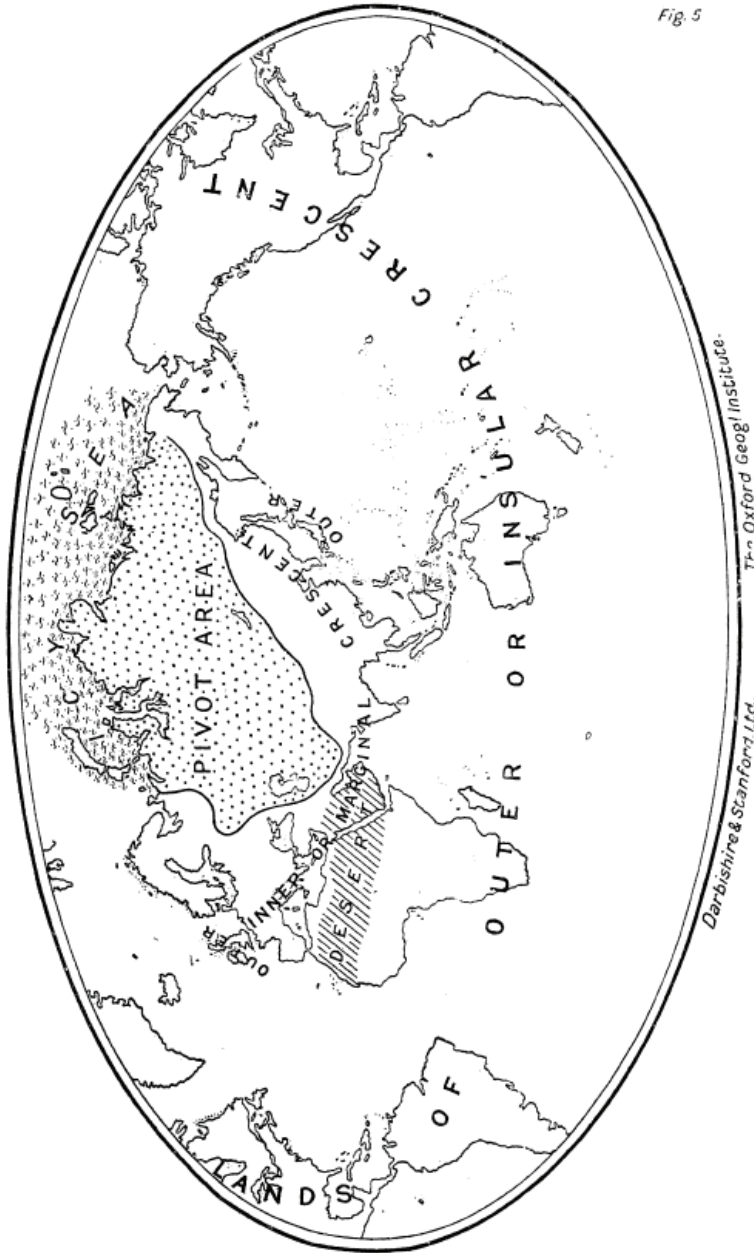 Fig. 5
ICY SEA
PIVOT AREA
INNER OR MARGINAL CRESCENT
OUTER
OUTER
DESERT
LANDS OF OUTER OR INSULAR CRESCENT
Darbishire & Stanford, Ltd.
The Oxford Geogl Institute.